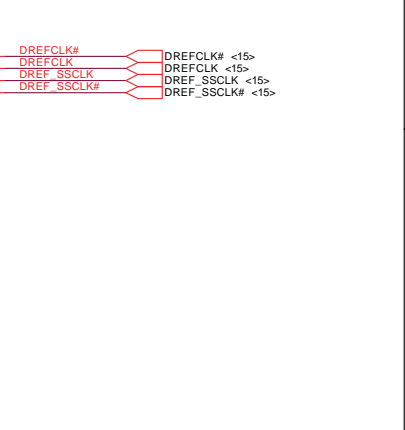 DREFCLK# DREFCLK# <15>
DREFCLK DREFCLK <15>
DREF_SSCLK DREF_SSCLK <15>
DREF_SSCLK# DREF_SSCLK# <15>